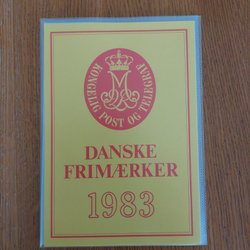 KONGELIG POST OG TELEGRAF
DANSKE
FRIMÆRKER
1983